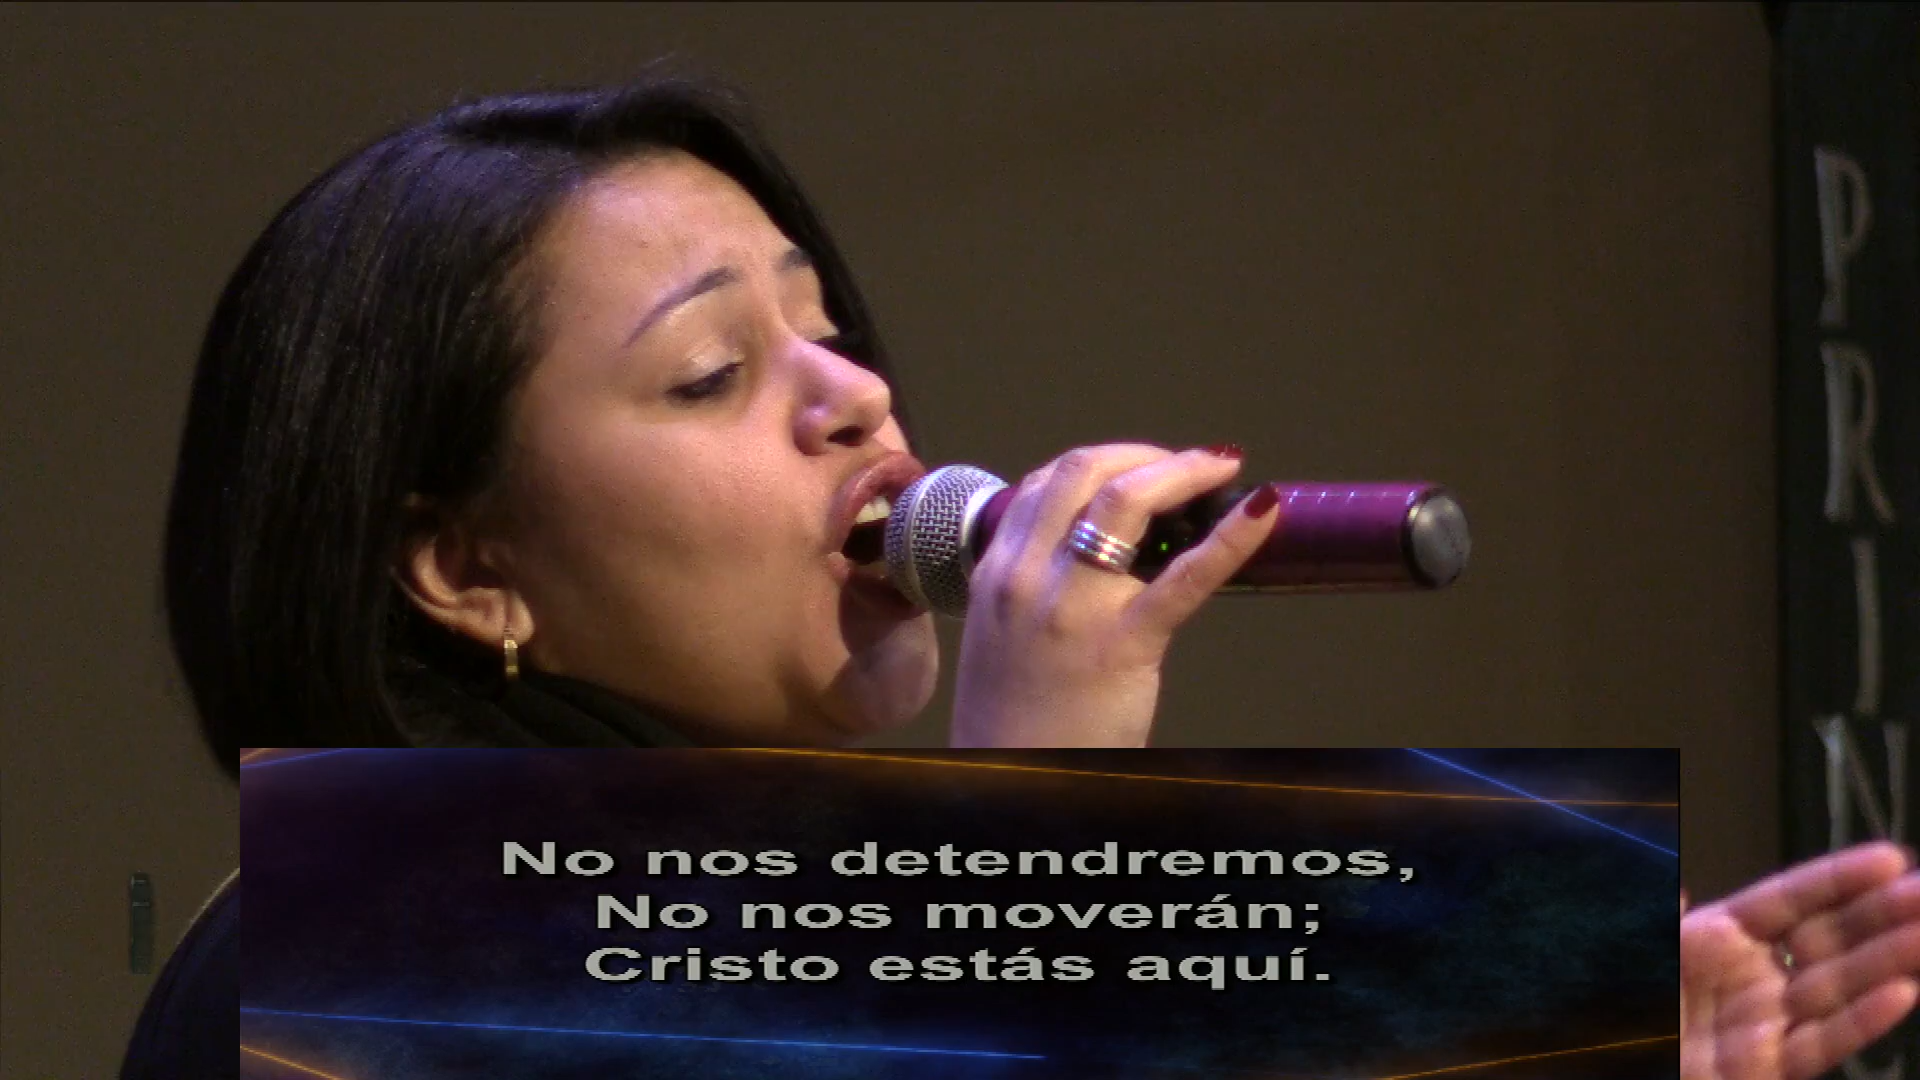 No nos detendremos,
No nos moverán;
Cristo estás aquí.
P
R
I
N